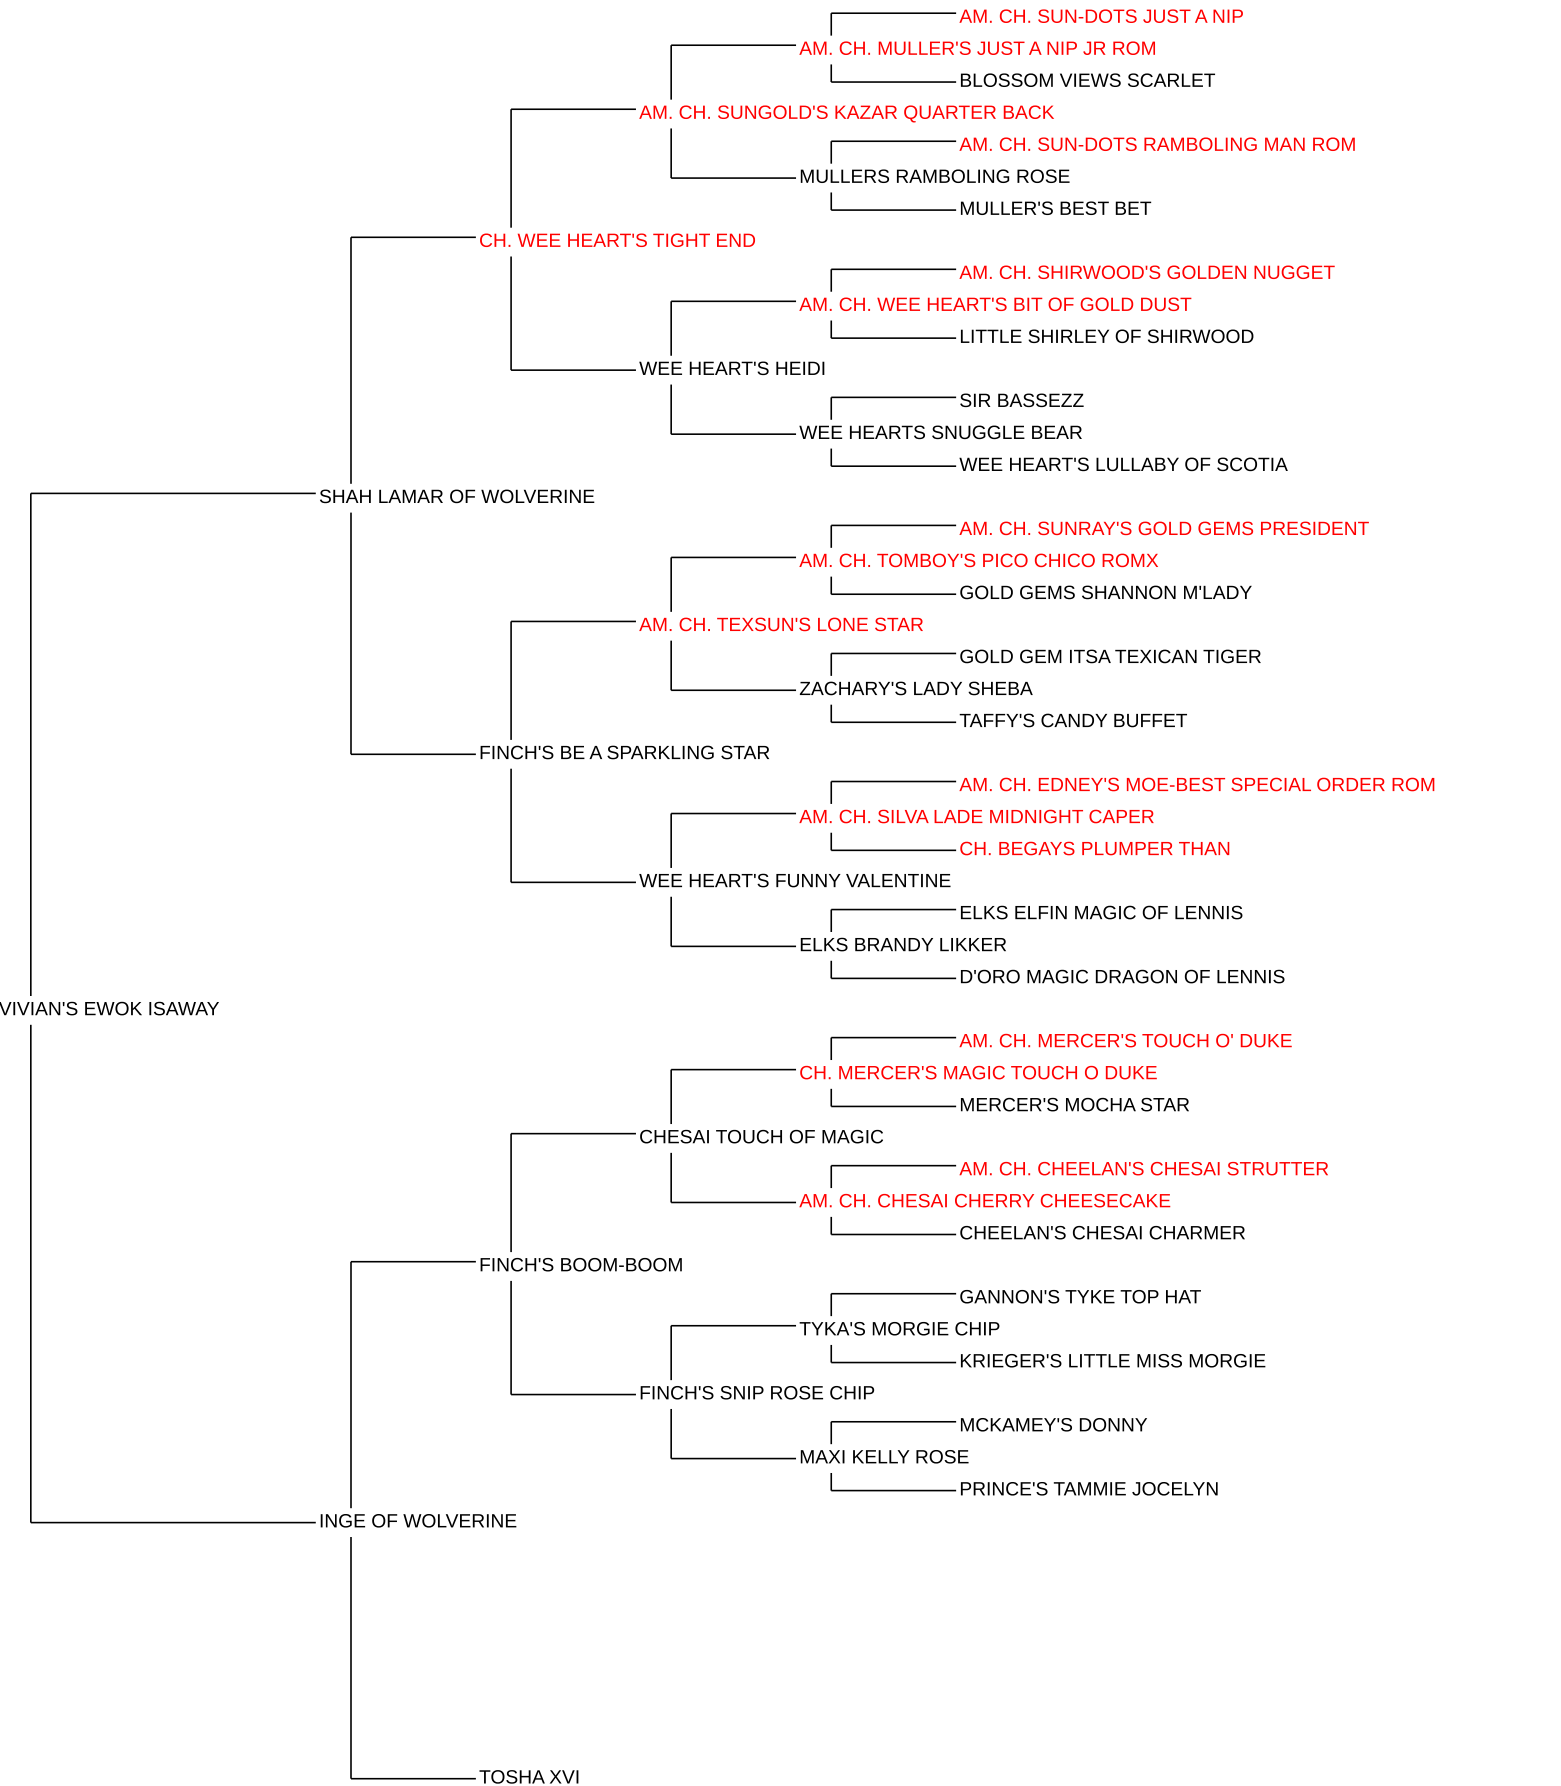 AM. CH. SUN-DOTS JUST A NIP
AM. CH. MULLER'S JUST A NIP JR ROM
BLOSSOM VIEWS SCARLET
AM. CH. SUNGOLD'S KAZAR QUARTER BACK
AM. CH. SUN-DOTS RAMBOLING MAN ROM
MULLERS RAMBOLING ROSE
MULLER'S BEST BET
CH. WEE HEART'S TIGHT END
AM. CH. SHIRWOOD'S GOLDEN NUGGET
AM. CH. WEE HEART'S BIT OF GOLD DUST
LITTLE SHIRLEY OF SHIRWOOD
WEE HEART'S HEIDI
SIR BASSEZZ
WEE HEARTS SNUGGLE BEAR
WEE HEART'S LULLABY OF SCOTIA
SHAH LAMAR OF WOLVERINE
AM. CH. SUNRAY'S GOLD GEMS PRESIDENT
AM. CH. TOMBOY'S PICO CHICO ROMX
GOLD GEMS SHANNON M'LADY
AM. CH. TEXSUN'S LONE STAR
GOLD GEM ITSA TEXICAN TIGER
ZACHARY'S LADY SHEBA
TAFFY'S CANDY BUFFET
FINCH'S BE A SPARKLING STAR
AM. CH. EDNEY'S MOE-BEST SPECIAL ORDER ROM
AM. CH. SILVA LADE MIDNIGHT CAPER
CH. BEGAYS PLUMPER THAN
WEE HEART'S FUNNY VALENTINE
ELKS ELFIN MAGIC OF LENNIS
ELKS BRANDY LIKKER
D'ORO MAGIC DRAGON OF LENNIS
VIVIAN'S EWOK ISAWAY
AM. CH. MERCER'S TOUCH O' DUKE
CH. MERCER'S MAGIC TOUCH O DUKE
MERCER'S MOCHA STAR
CHESAI TOUCH OF MAGIC
AM. CH. CHEELAN'S CHESAI STRUTTER
AM. CH. CHESAI CHERRY CHEESECAKE
CHEELAN'S CHESAI CHARMER
FINCH'S BOOM-BOOM
GANNON'S TYKE TOP HAT
TYKA'S MORGIE CHIP
KRIEGER'S LITTLE MISS MORGIE
FINCH'S SNIP ROSE CHIP
MCKAMEY'S DONNY
MAXI KELLY ROSE
PRINCE'S TAMMIE JOCELYN
INGE OF WOLVERINE
TOSHA XVI